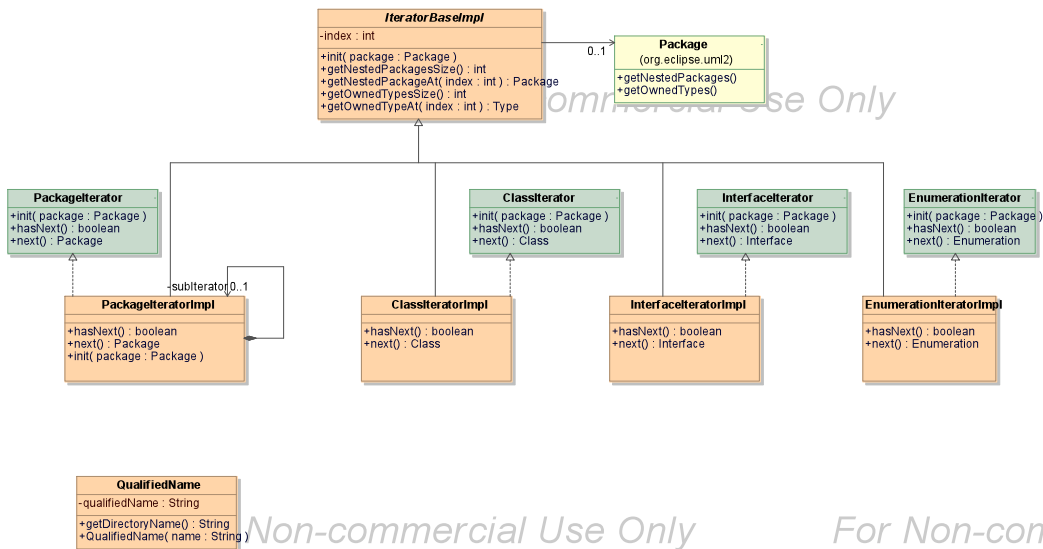 IteratorBaseImpl
-index : int
+init( package : Package )
+getNestedPackagesSize() : int
+getNestedPackageAt( index : int ) : Package
+getOwnedTypesSize() : int
+getOwnedTypeAt( index : int ) : Type
0..1
Package
(org.eclipse.uml2)
+getNestedPackages()
+getOwnedTypes()
ommercial Use Only
PackageIterator
+init( package : Package )
+hasNext() : boolean
+next() : Package
ClassIterator
+init( package : Package )
+hasNext() : boolean
+next() : Class
InterfaceIterator
+init( package : Package )
+hasNext() : boolean
+next() : Interface
EnumerationIterator
+init( package : Package )
+hasNext() : boolean
+next() : Enumeration
-subIterator 0..1
PackageIteratorImpl
+hasNext() : boolean
+next() : Package
+init( package : Package )
ClassIteratorImpl
+hasNext() : boolean
+next() : Class
InterfaceIteratorImpl
+hasNext() : boolean
+next() : Interface
EnumerationIteratorImpl
+hasNext() : boolean
+next() : Enumeration
QualifiedName
-qualifiedName : String
+getDirectoryName() : String
+QualifiedName( name : String )
Non-commercial Use Only
For Non-con